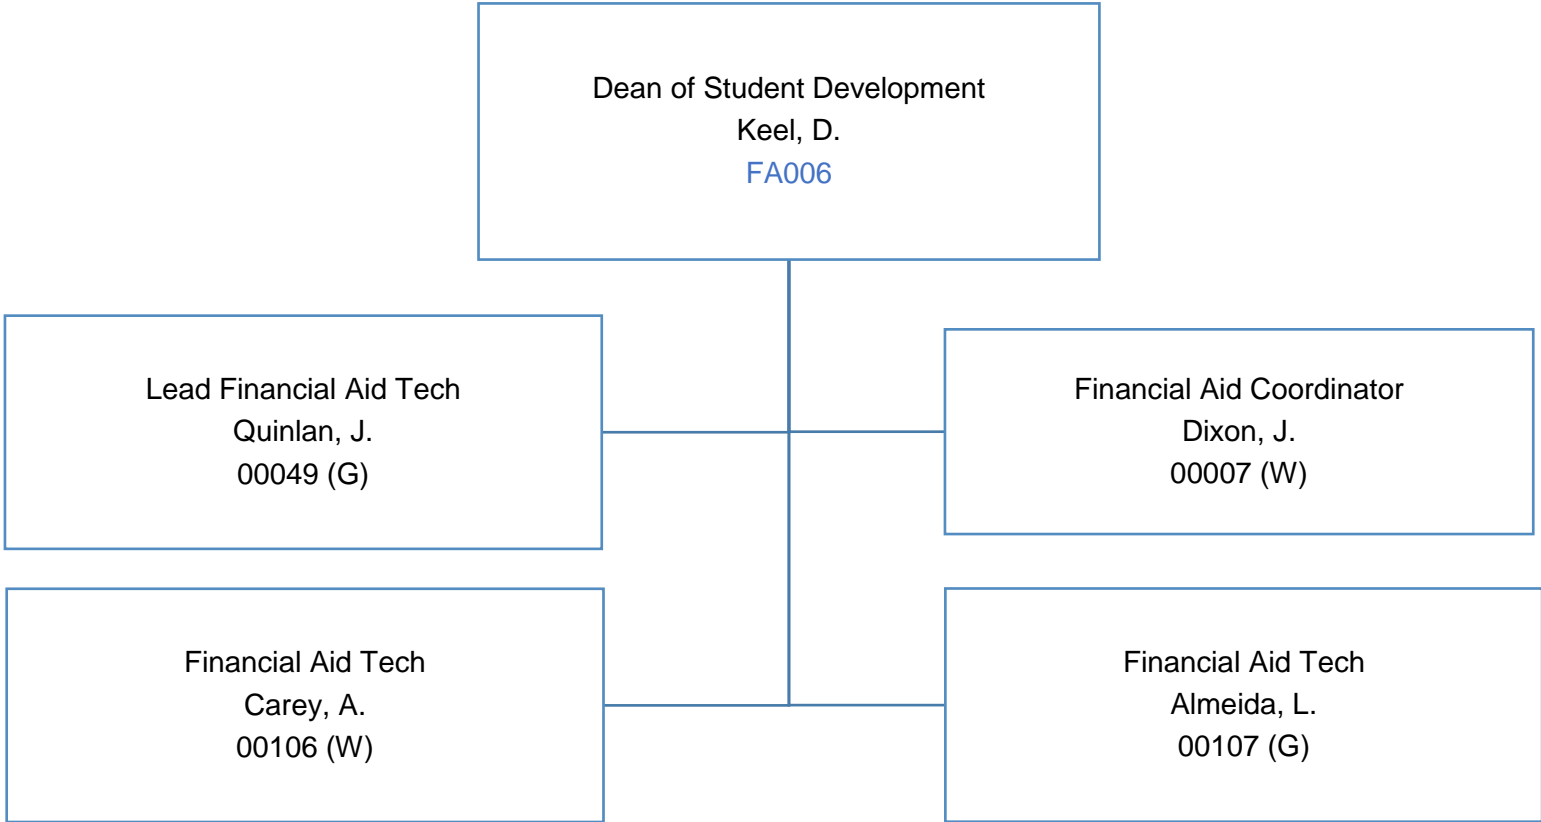 Dean of Student Development
Keel, D.
FA006
Lead Financial Aid Tech
Quinlan, J.
00049 (G)
Financial Aid Coordinator
Dixon, J.
00007 (W)
Financial Aid Tech
Carey, A.
00106 (W)
Financial Aid Tech
Almeida, L.
00107 (G)